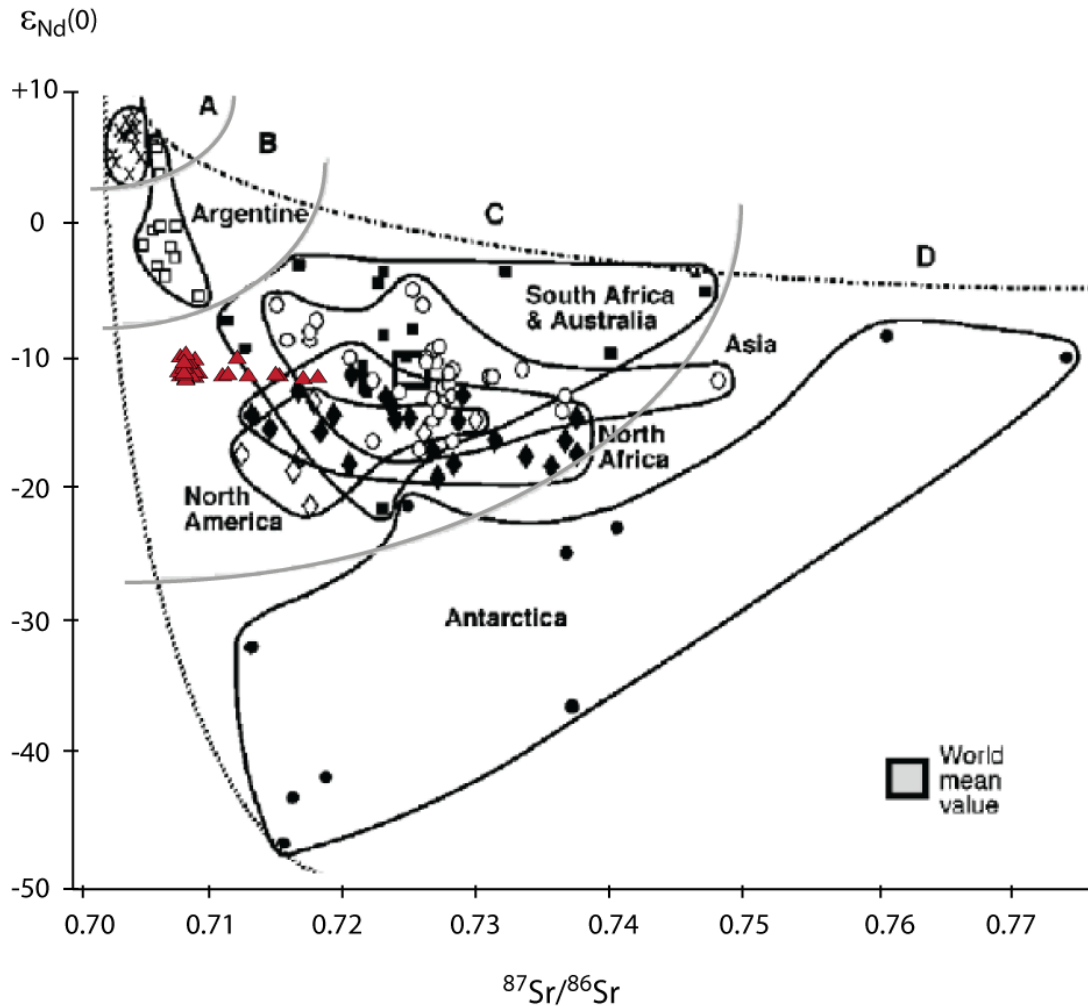 εNd(0)
+10
A
B
Argentine
0
C
D
South Africa
& Australia
-10
Asia
North
Africa
-20
North
America
-30
Antarctica
-40
World
mean
value
-50
0.70
0.71
0.72
0.73
0.74
0.75
0.76
0.77
87Sr/86Sr